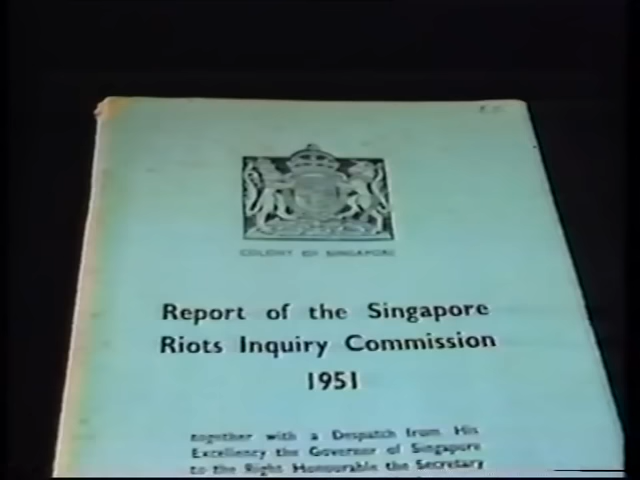 COLONY OF SINGAPORE
Report of the Singapore
Riots Inquiry Commission
1951
together with a Despatch from His
Excellency the Governor of Singapore
to the Right Honourable the Secretary